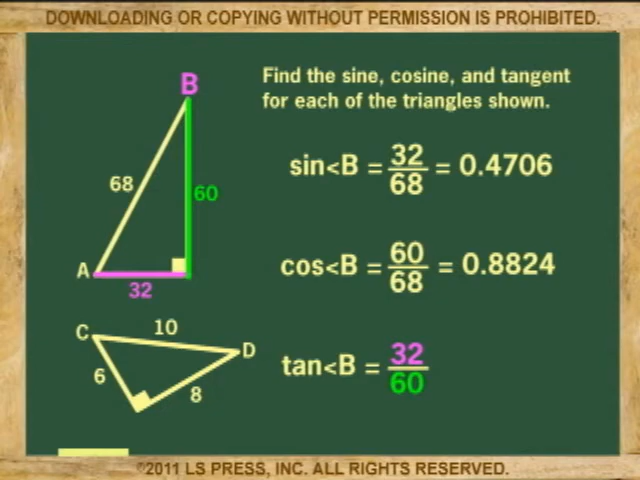 DOWNLOADING OR COPYING WITHOUT PERMISSION IS PROHIBITED.
Find the sine, cosine, and tangent
for each of the triangles shown.
B
68
60
A
32
sin<B = 32/68 = 0.4706
cos<B = 60/68 = 0.8824
tan<B = 32/60
C
10
D
6
8
©2011 LS PRESS, INC. ALL RIGHTS RESERVED.